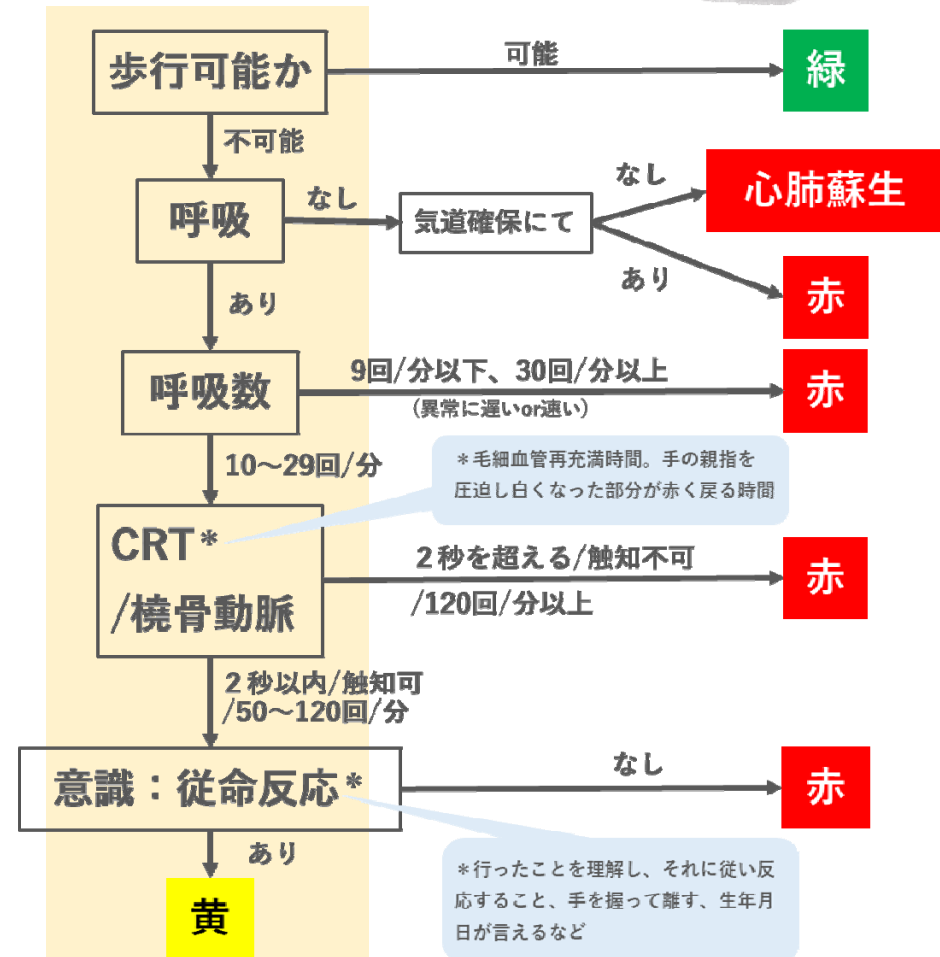 歩行可能か
可能
緑
不可能
呼吸
なし
気道確保にて
なし
心肺蘇生
あり
赤
あり
呼吸数
9回/分以下、30回/分以上
(異常に遅いor速い)
赤
10～29回/分
＊毛細血管再充満時間。手の親指を
圧迫し白くなった部分が赤く戻る時間
CRT*
/橈骨動脈
２秒を超える/触知不可
/120回/分以上
赤
２秒以内/触知可
/50～120回/分
意識：従命反応*
なし
赤
あり
＊行ったことを理解し、それに従い反
応すること、手を握って離す、生年月
日が言えるなど
黄